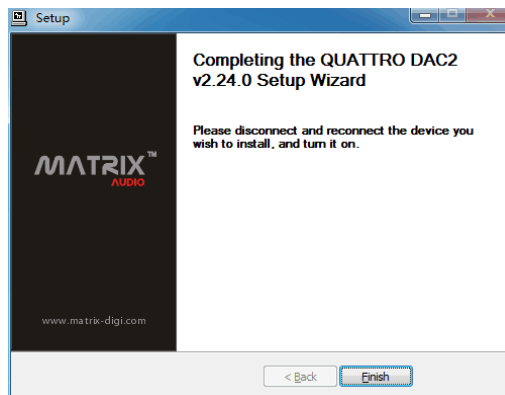 Setup
Completing the QUATTRO DAC2
v2.24.0 Setup Wizard
Please disconnect and reconnect the device you
wish to install, and turn it on.
MATRIX™
AUDIO
www.matrix-digi.com
< Back
Finish